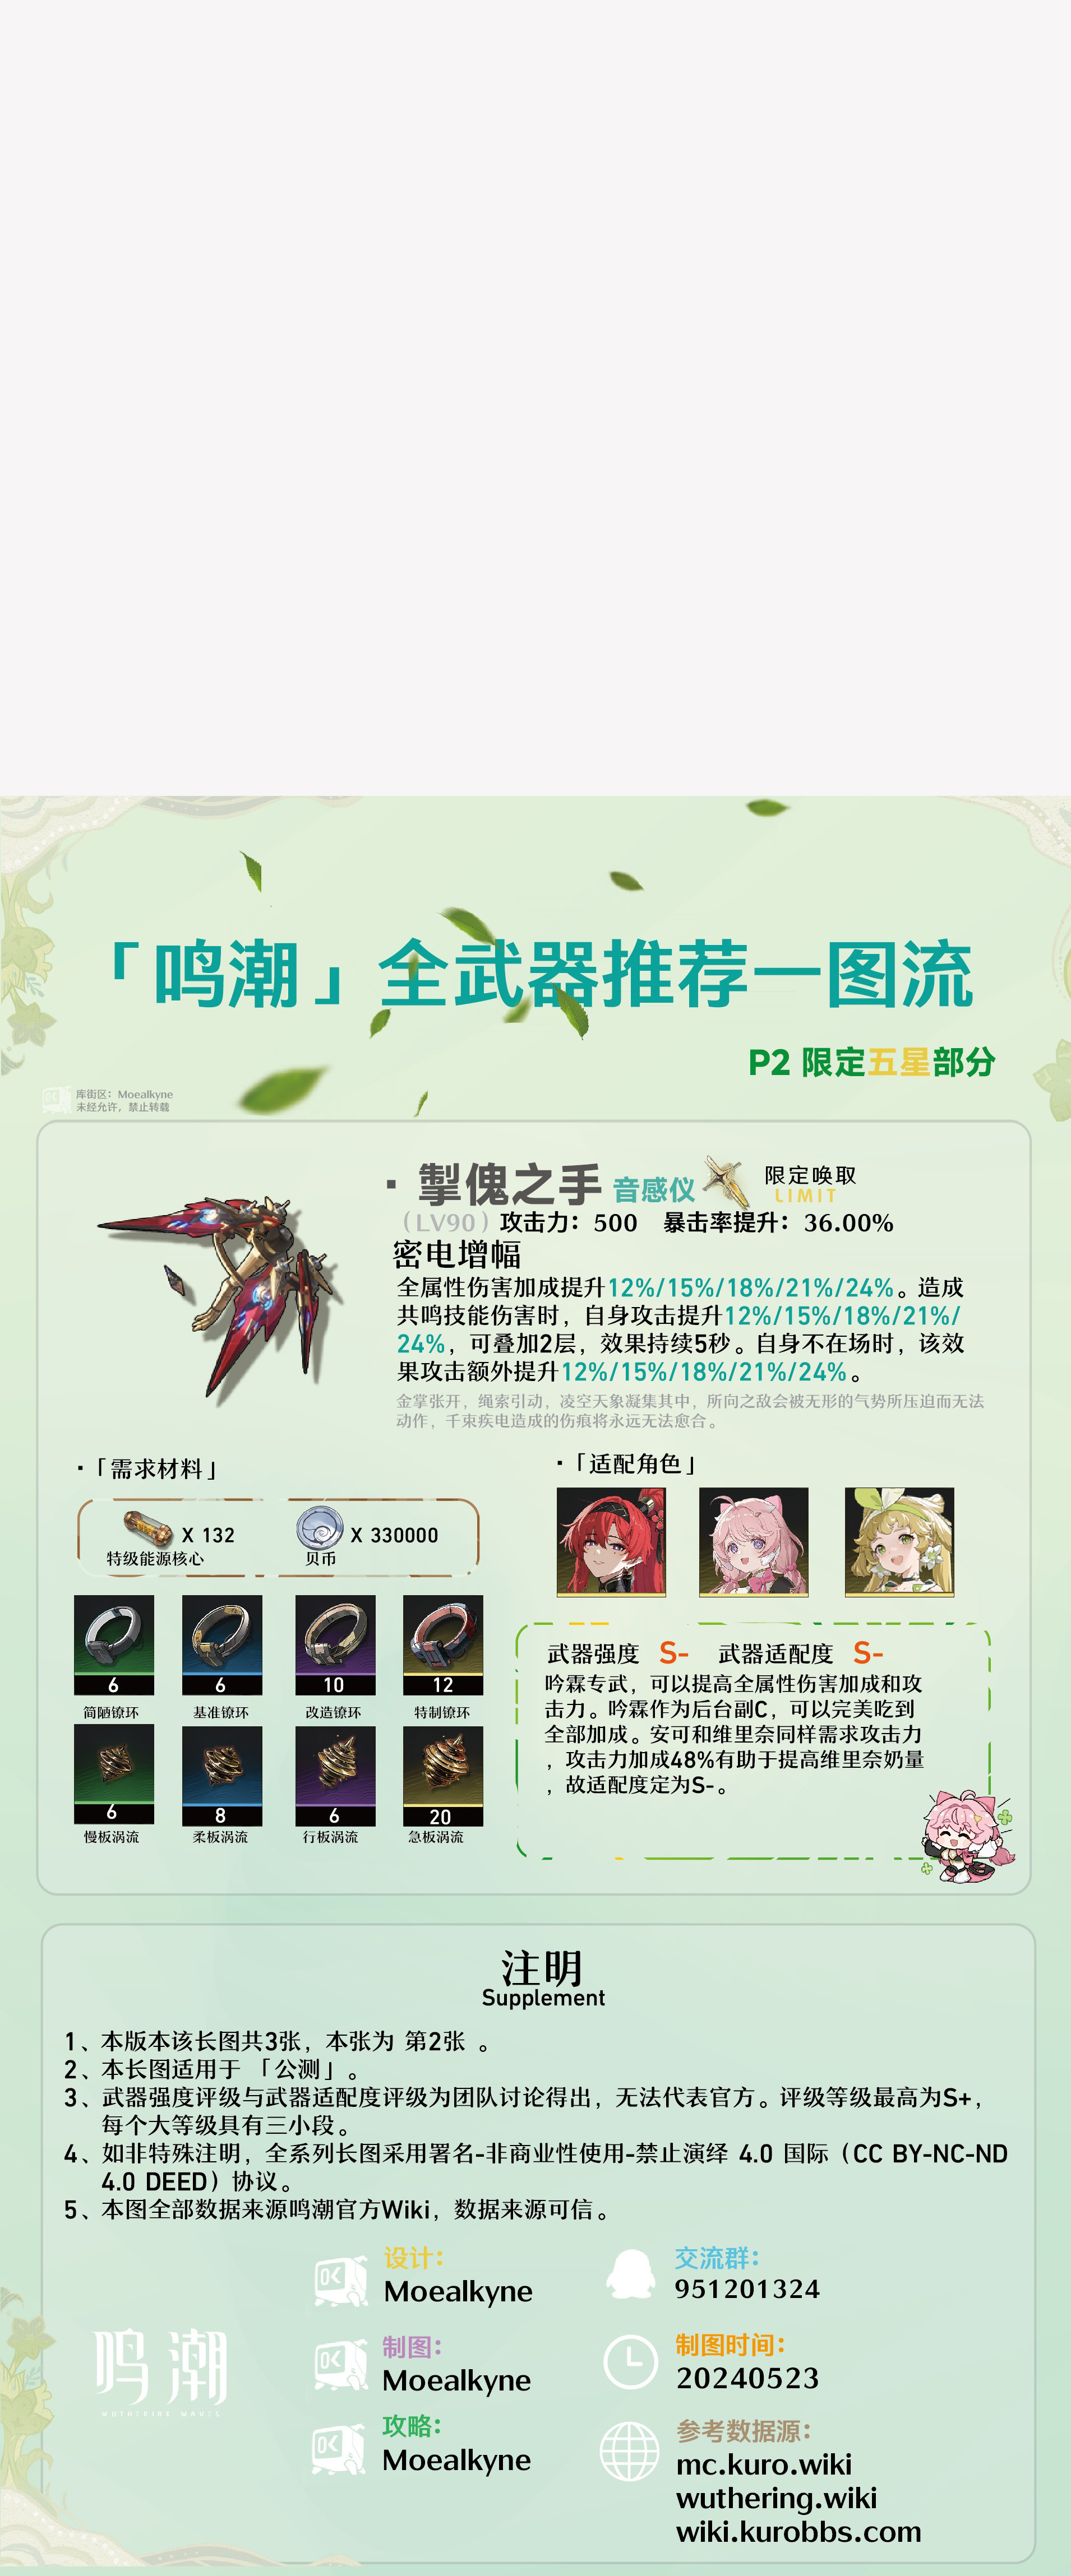 「鸣潮」全武器推荐一图流
P2 限定五星部分
库街区：Moealkyne
未经允许，禁止转载
· 掣傀之手 音感仪 限定唤取
LIMIT
（LV90）攻击力：500 暴击率提升：36.00%
密电增幅
全属性伤害加成提升12%/15%/18%/21%/24%。造成
共鸣技能伤害时，自身攻击提升12%/15%/18%/21%/
24%，可叠加2层，效果持续5秒。自身不在场时，该效
果攻击额外提升12%/15%/18%/21%/24%。
金掌张开，绳索引动，凌空天象凝集其中，所向之敌会被无形的气势所压迫而无法
动作，千束疾电造成的伤痕将永远无法愈合。
·「需求材料」
X 132
特级能源核心
X 330000
贝币
6
6
10
12
简陋镣环
基准镣环
改造镣环
特制镣环
6
8
6
20
慢板涡流
柔板涡流
行板涡流
急板涡流
·「适配角色」
武器强度 S- 武器适配度 S-
吟霖专武，可以提高全属性伤害加成和攻
击力。吟霖作为后台副C，可以完美吃到
全部加成。安可和维里奈同样需求攻击力
，攻击力加成48%有助于提高维里奈奶量
，故适配度定为S-。
注明
Supplement
1、本版本该长图共3张，本张为 第2张 。
2、本长图适用于 「公测」。
3、武器强度评级与武器适配度评级为团队讨论得出，无法代表官方。评级等级最高为S+，
每个大等级具有三小段。
4、如非特殊注明，全系列长图采用署名-非商业性使用-禁止演绎 4.0 国际（CC BY-NC-ND
4.0 DEED）协议。
5、本图全部数据来源鸣潮官方Wiki，数据来源可信。
鸣潮
WUTHERING WAVES
设计：
Moealkyne
制图：
Moealkyne
攻略：
Moealkyne
交流群：
951201324
制图时间：
20240523
参考数据源：
mc.kuro.wiki
wuthering.wiki
wiki.kurobbs.com